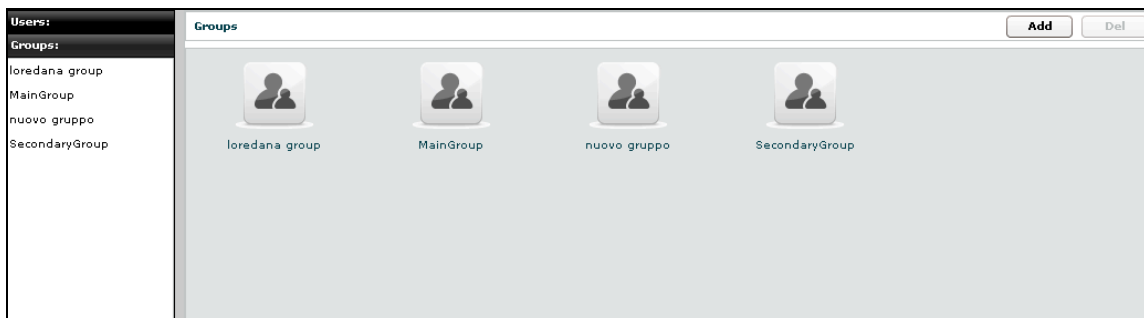 Users:
Groups:
loredana group
MainGroup
nuovo gruppo
SecondaryGroup
Groups
Add
Del
loredana group
MainGroup
nuovo gruppo
SecondaryGroup